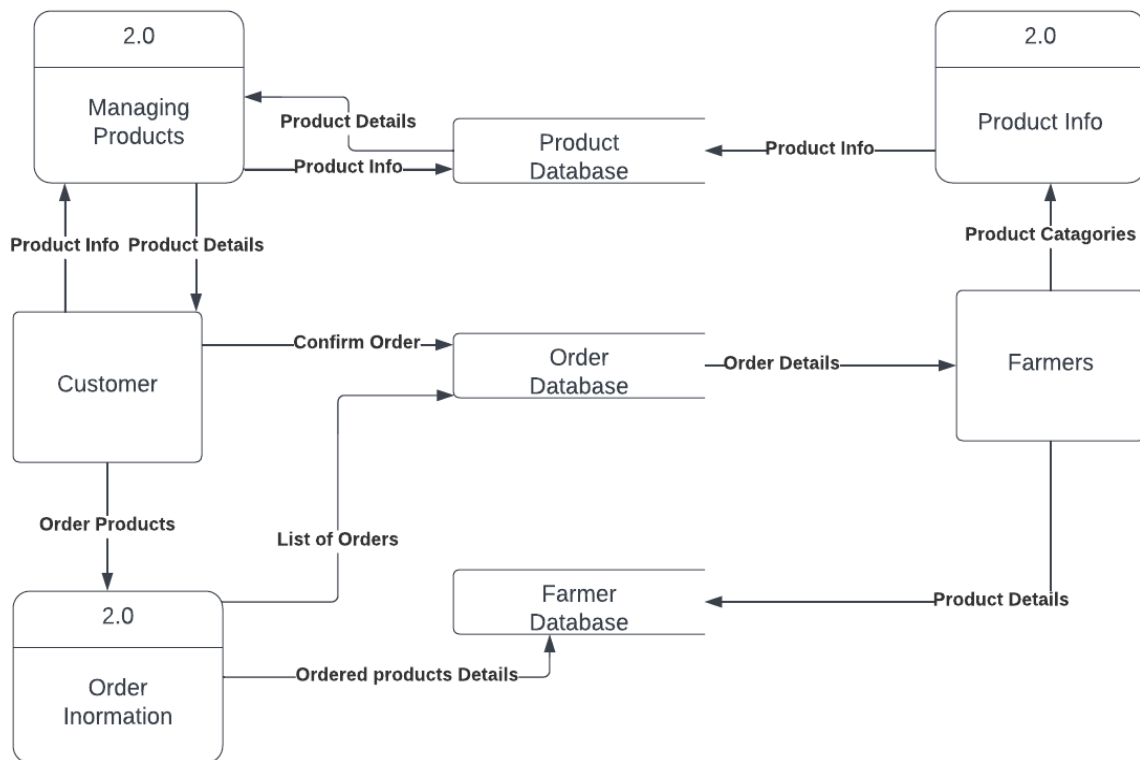 2.0
2.0
Managing
Products
Product Info
Product Details
Product
Database
Product Info
Product Info
Product Catagories
Product Info
Product Details
Customer
Confirm Order
Order
Database
Order Details
Farmers
Order Products
List of Orders
Farmer
Database
Product Details
2.0
Ordered products Details
Order
Inormation